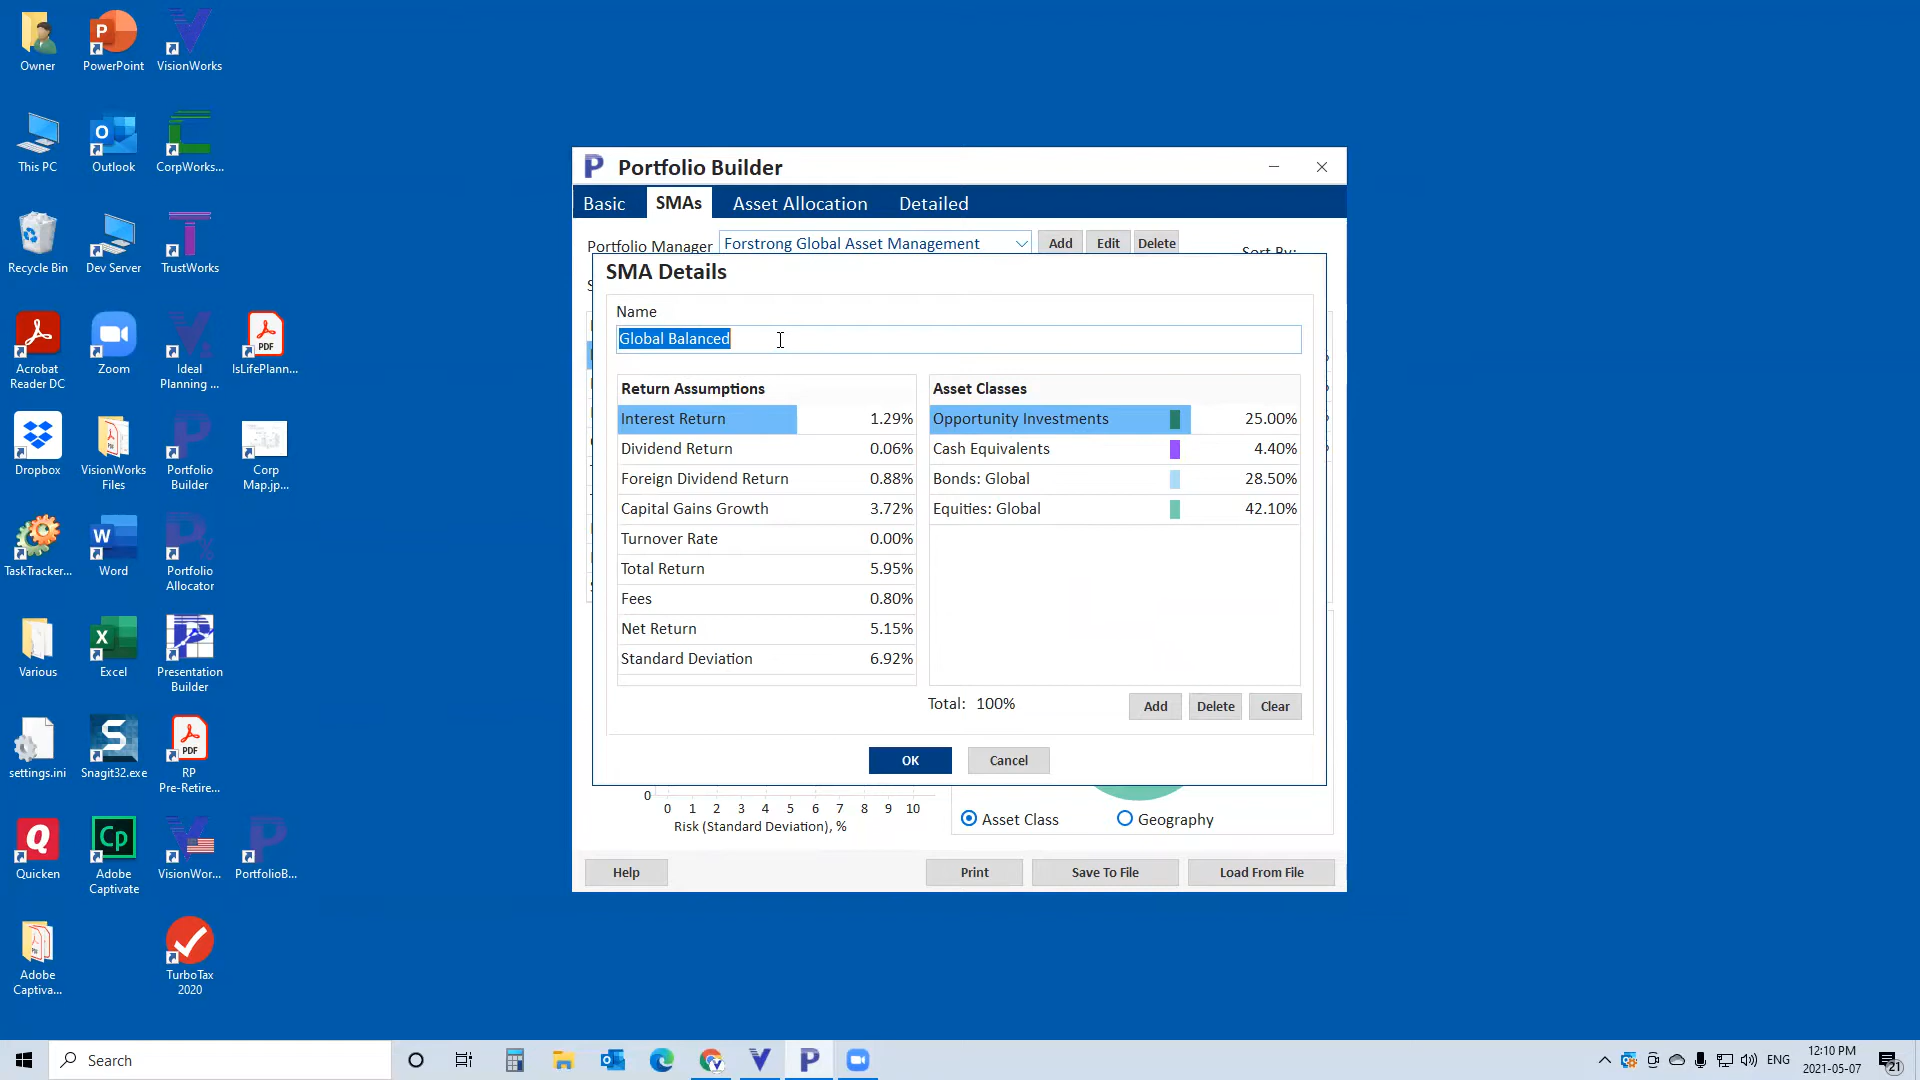 Owner
PowerPoint
VisionWorks
This PC
Outlook
CorpWorks...
Recycle Bin
Dev Server
TrustWorks
Acrobat
Reader DC
Zoom
Ideal
Planning ...
PDF
IsLifePlann...
Dropbox
VisionWorks
Files
Portfolio
Builder
Corp
Map.jp...
TaskTracker...
Word
Portfolio
Allocator
Various
Excel
Presentation
Builder
settings.ini
Snagit32.exe
PDF
RP
Pre-Retire...
Quicken
Adobe
Captivate
VisionWor...
PortfolioB...
Adobe
Captiva...
TurboTax
2020
Portfolio Builder
Basic
SMAs
Asset Allocation
Detailed
Portfolio Manager
Forstrong Global Asset Management
Add
Edit
Delete
Sort By:
SMA Details
Name
Global Balanced
Return Assumptions
Interest Return 1.29%
Dividend Return 0.06%
Foreign Dividend Return 0.88%
Capital Gains Growth 3.72%
Turnover Rate 0.00%
Total Return 5.95%
Fees 0.80%
Net Return 5.15%
Standard Deviation 6.92%
Asset Classes
Opportunity Investments 25.00%
Cash Equivalents 4.40%
Bonds: Global 28.50%
Equities: Global 42.10%
Total: 100%
Add
Delete
Clear
OK
Cancel
0
0 1 2 3 4 5 6 7 8 9 10
Risk (Standard Deviation), %
Asset Class
Geography
Help
Print
Save To File
Load From File
Search
ENG
12:10 PM
2021-05-07
21